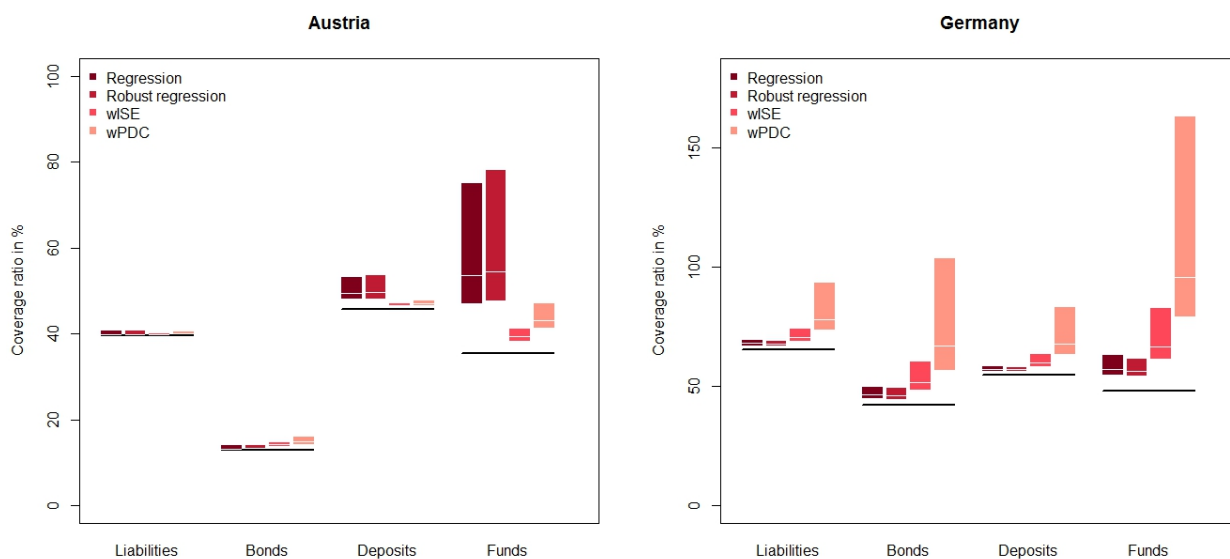 Austria
Coverage ratio in %
100
80
60
40
20
0
Regression
Robust regression
wISE
wPDC
Liabilities
Bonds
Deposits
Funds
Germany
Coverage ratio in %
150
100
50
0
Regression
Robust regression
wISE
wPDC
Liabilities
Bonds
Deposits
Funds